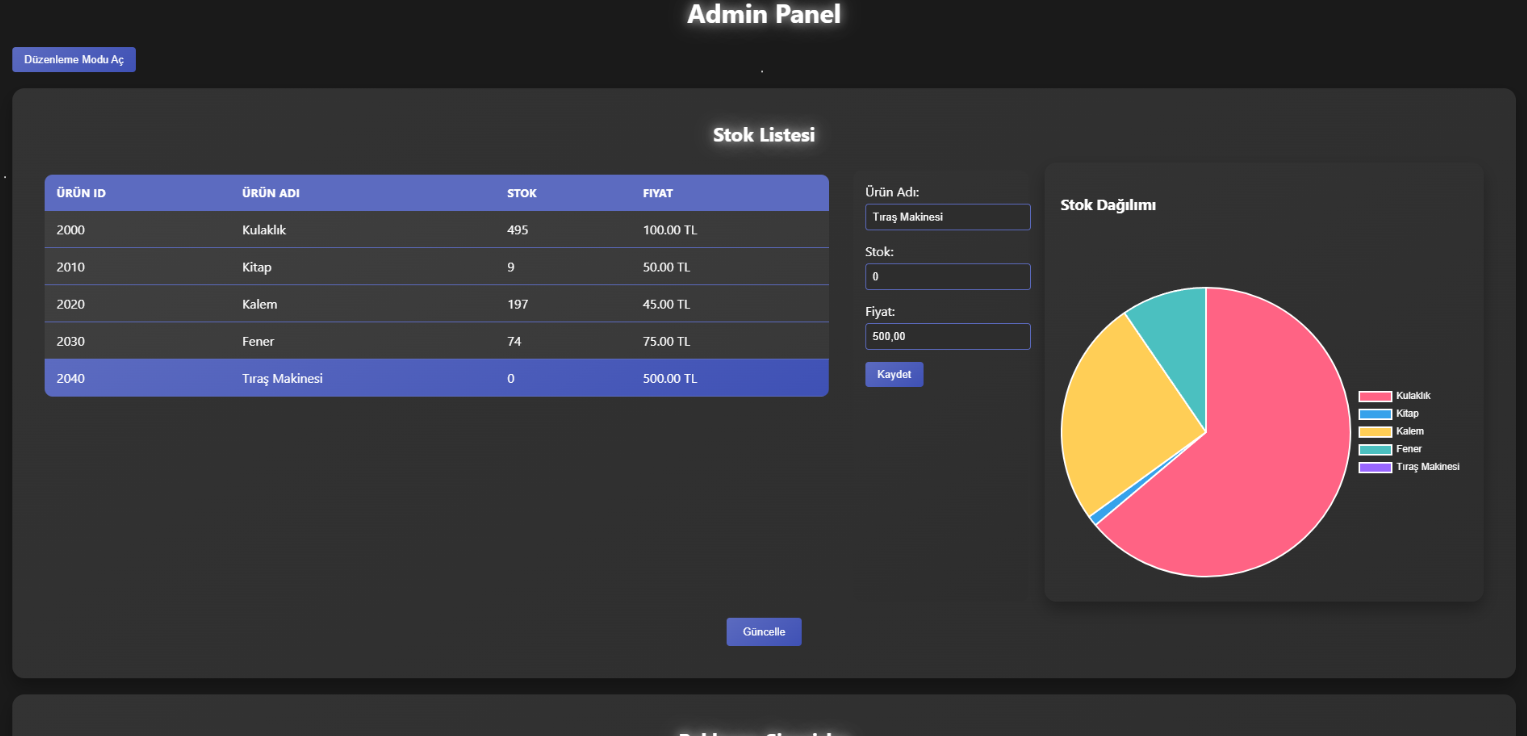 Admin Panel
Düzenleme Modu Aç
Stok Listesi
ÜRÜN ID ÜRÜN ADI STOK FIYAT
2000 Kulaklık 495 100.00 TL
2010 Kitap 9 50.00 TL
2020 Kalem 197 45.00 TL
2030 Fener 74 75.00 TL
2040 Tıraş Makinesi 0 500.00 TL
Ürün Adı:
Tıraş Makinesi
Stok:
0
Fiyat:
500,00
Kaydet
Stok Dağılımı
Kulaklık
Kitap
Kalem
Fener
Tıraş Makinesi
Güncelle